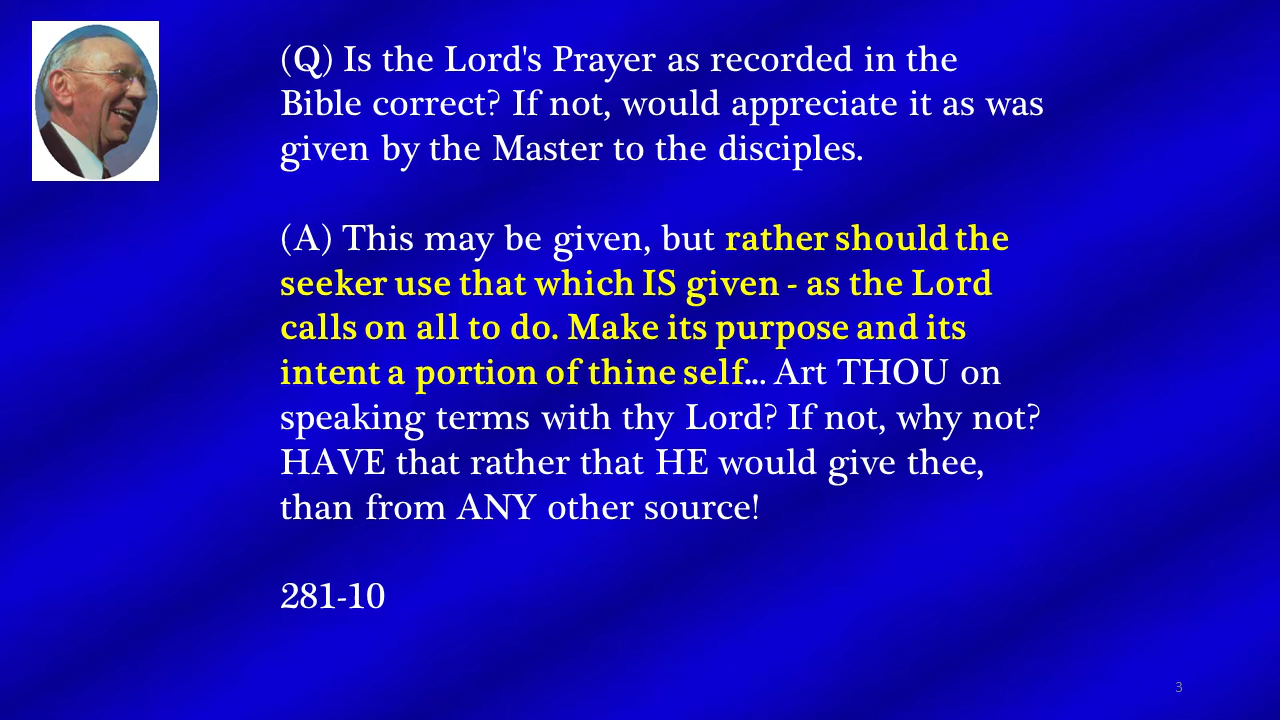 (Q) Is the Lord's Prayer as recorded in the
Bible correct? If not, would appreciate it as was
given by the Master to the disciples.
(A) This may be given, but rather should the
seeker use that which IS given - as the Lord
calls on all to do. Make its purpose and its
intent a portion of thine self... Art THOU on
speaking terms with thy Lord? If not, why not?
HAVE that rather that HE would give thee,
than from ANY other source!
281-10
3